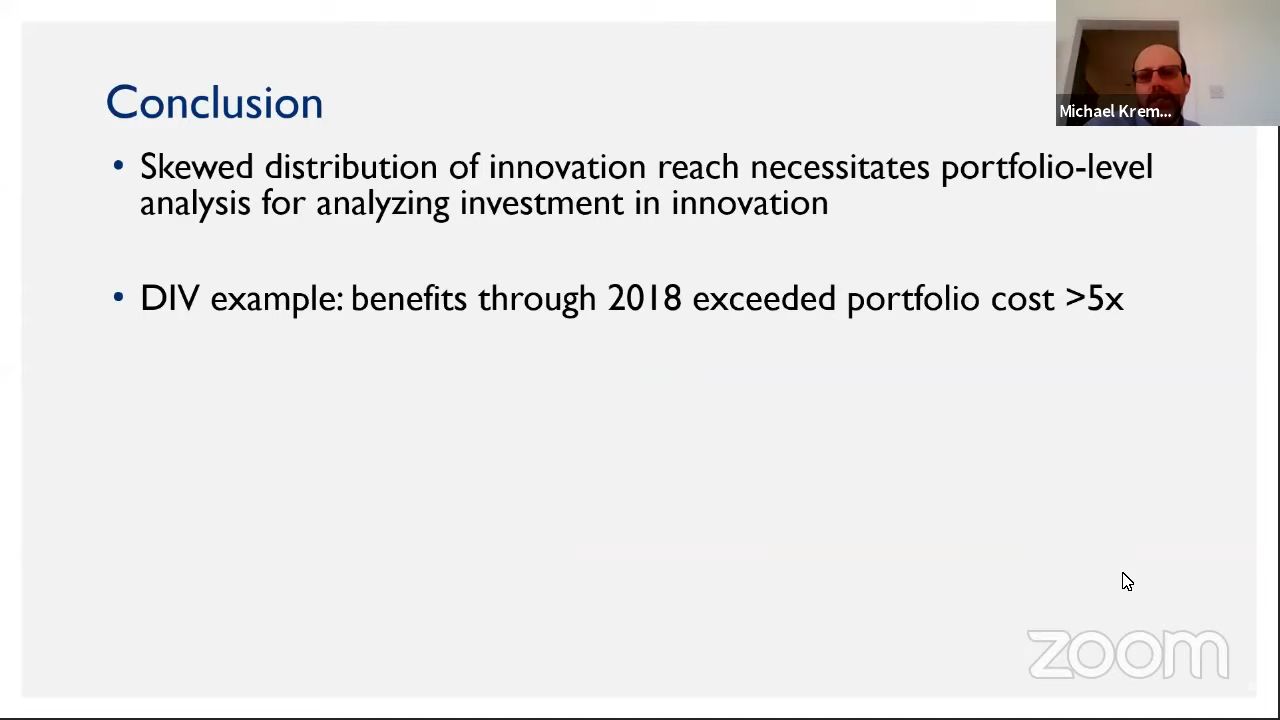 Conclusion
Michael Krem...
• Skewed distribution of innovation reach necessitates portfolio-level
analysis for analyzing investment in innovation
• DIV example: benefits through 2018 exceeded portfolio cost >5x
zoom